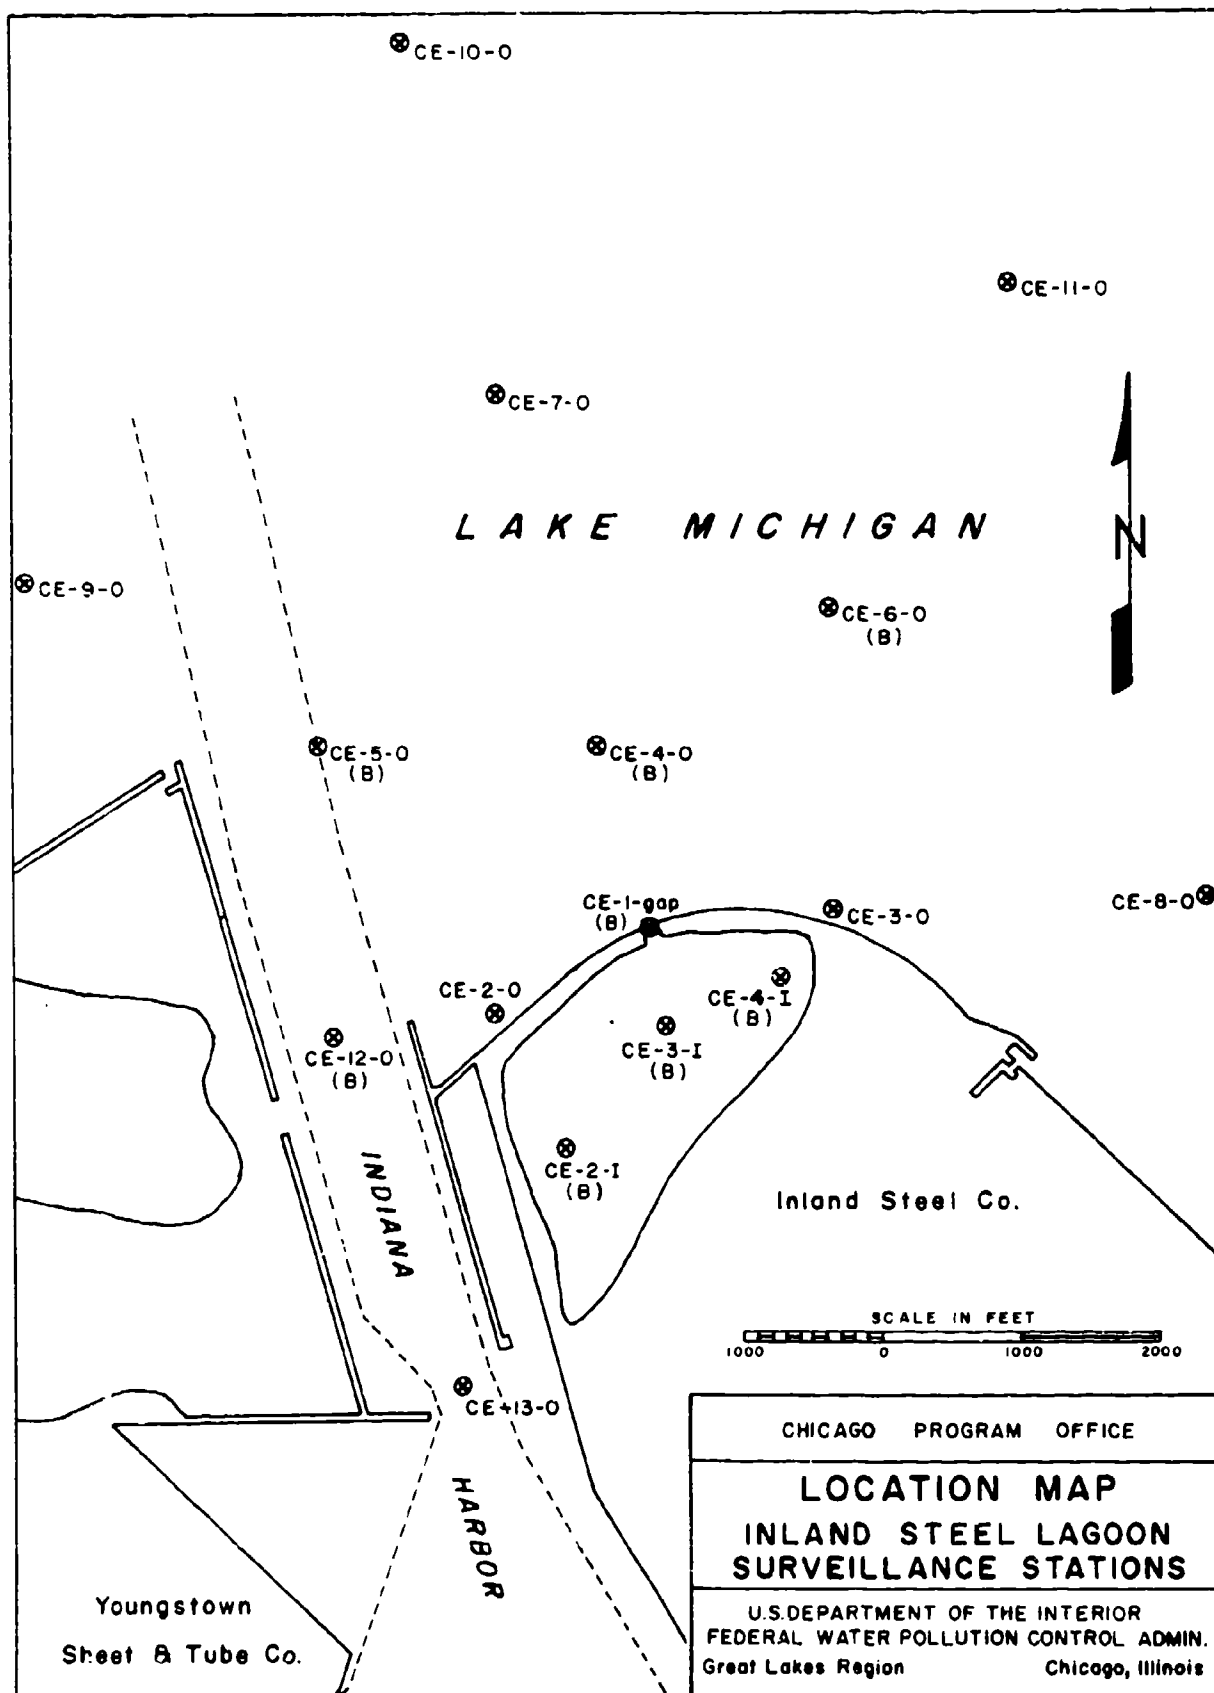 CE-10-0
CE-11-0
CE-7-0
LAKE MICHIGAN
N
CE-9-0
CE-6-0
(B)
CE-5-0
(B)
CE-4-0
(B)
CE-1-gap
(B)
CE-3-0
CE-8-0
CE-4-I
(B)
CE-2-0
CE-3-I
(B)
CE-12-0
(B)
CE-2-I
(B)
INDIANA
Inland Steel Co.
SCALE IN FEET
1000 0 1000 2000
CE+13-0
HARBOR
Youngstown
Sheet & Tube Co.
CHICAGO PROGRAM OFFICE
LOCATION MAP
INLAND STEEL LAGOON
SURVEILLANCE STATIONS
U.S.DEPARTMENT OF THE INTERIOR
FEDERAL WATER POLLUTION CONTROL ADMIN.
Great Lakes Region Chicago, Illinois